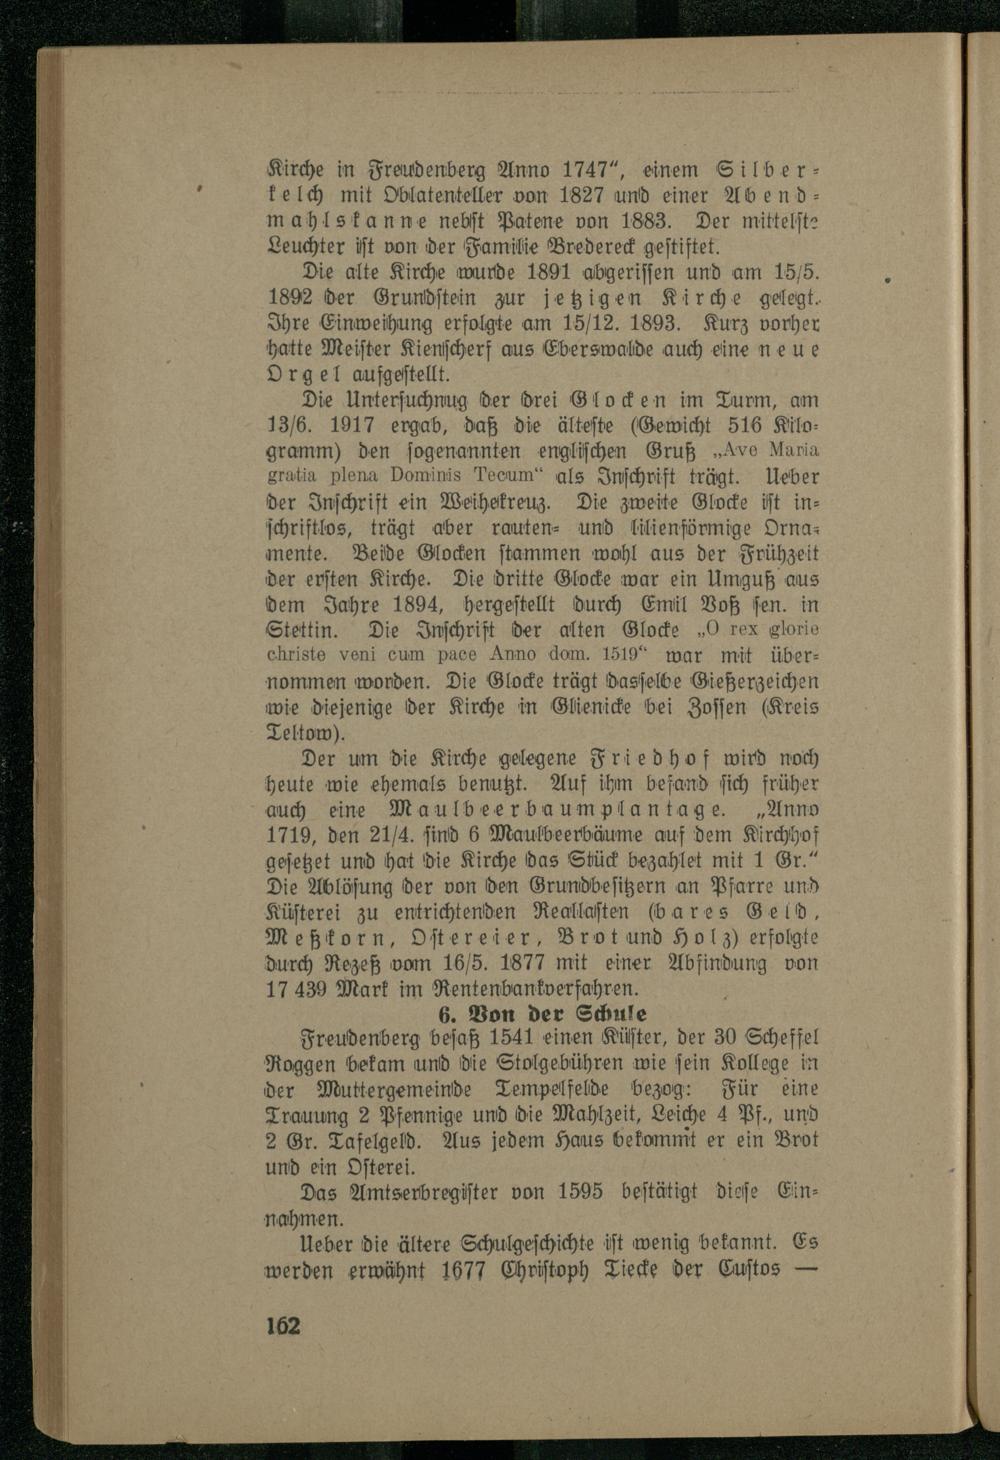 Kirche in Freudenberg Anno 1747“, einem Silber-
kelch mit Oblatenteller von 1827 und einer Abend-
mahlskanne nebst Patene von 1883. Der mittelste
Leuchter ist von der Familie Bredereck gestiftet.
Die alte Kirche wurde 1891 abgerissen und am 15/5.
1892 der Grundstein zur jetzigen Kirche gelegt.
Ihre Einweihung erfolgte am 15/12. 1893. Kurz vorher
hatte Meister Kienscherf aus Eberswalde auch eine neue
Orgel aufgestellt.
Die Untersuchnug der drei Glocken im Turm, am
13/6. 1917 ergab, daß die älteste (Gewicht 516 Kilo-
gramm) den sogenannten englischen Gruß „Ave Maria
gratia plena Dominis Tecum“ als Inschrift trägt. Ueber
der Inschrift ein Weihekreuz. Die zweite Glocke ist in-
schriftlos, trägt aber rauten- und lilienförmige Orna-
mente. Beide Glocken stammen wohl aus der Frühzeit
der ersten Kirche. Die dritte Glocke war ein Umguß aus
dem Jahre 1894, hergestellt durch Emil Voß sen. in
Stettin. Die Inschrift der alten Glocke „O rex glorie
christe veni cum pace Anno dom. 1519“ war mit über-
nommen worden. Die Glocke trägt dasselbe Gießerzeichen
wie diejenige der Kirche in Glienicke bei Zossen (Kreis
Teltow).
Der um die Kirche gelegene Friedhof wird noch
heute wie ehemals benutzt. Auf ihm befand sich früher
auch eine Maulbeerbaumplantage. „Anno
1719, den 21/4. sind 6 Maulbeerbäume auf dem Kirchhof
gesetzet und hat die Kirche das Stück bezahlet mit 1 Gr.“
Die Ablösung der von den Grundbesitzern an Pfarre und
Küsterei zu entrichtenden Reallasten (bares Geld,
Meßkorn, Ostereier, Brot und Holz) erfolgte
durch Rezeß vom 16/5. 1877 mit einer Abfindung von
17 439 Mark im Rentenbankverfahren.
6. Von der Schule
Freudenberg besaß 1541 einen Küster, der 30 Scheffel
Roggen bekam und die Stolgebühren wie sein Kollege in
der Muttergemeinde Tempelfelde bezog: Für eine
Trauung 2 Pfennige und die Mahlzeit, Leiche 4 Pf., und
2 Gr. Tafelgeld. Aus jedem Haus bekommt er ein Brot
und ein Osterei.
Das Amtserbregister von 1595 bestätigt diese Ein-
nahmen.
Ueber die ältere Schulgeschichte ist wenig bekannt. Es
werden erwähnt 1677 Christoph Tiecke der Custos —
162